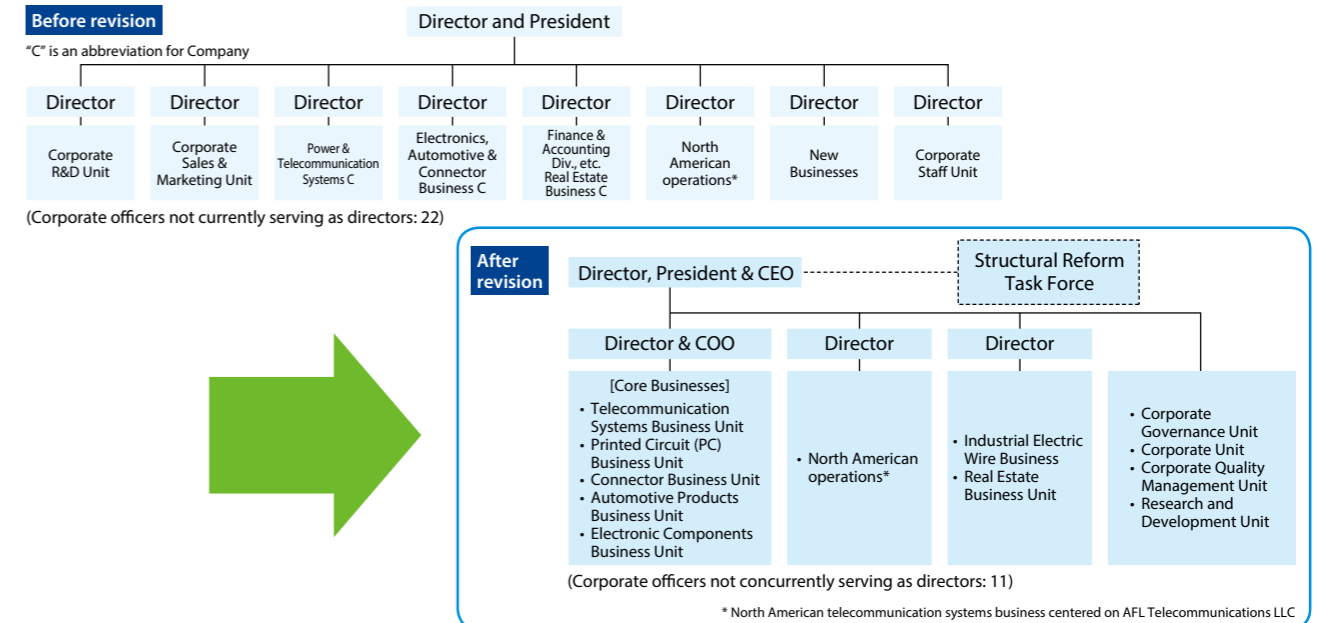 Before revision
Director and President
“C” is an abbreviation for Company
Director
Director
Director
Director
Director
Director
Director
Director
Corporate
R&D Unit
Corporate
Sales &
Marketing Unit
Power &
Telecommunication
Systems C
Electronics,
Automotive &
Connector
Business C
Finance &
Accounting
Div., etc.
Real Estate
Business C
North
American
operations*
New
Businesses
Corporate
Staff Unit
(Corporate officers not currently serving as directors: 22)
After
revision
Director, President & CEO
Structural Reform
Task Force
Director & COO
Director
Director
[Core Businesses]
• Telecommunication
Systems Business Unit
• Printed Circuit (PC)
Business Unit
• Connector Business Unit
• Automotive Products
Business Unit
• Electronic Components
Business Unit
• North American
operations*
• Industrial Electric
Wire Business
• Real Estate
Business Unit
• Corporate
Governance Unit
• Corporate Unit
• Corporate Quality
Management Unit
• Research and
Development Unit
(Corporate officers not concurrently serving as directors: 11)
* North American telecommunication systems business centered on AFL Telecommunications LLC